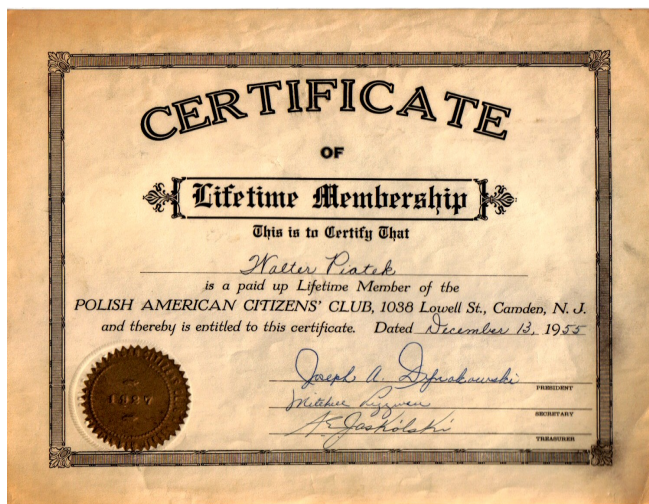 CERTIFICATE
OF
Lifetime Membership
This is to Certify That
Walter Piatek
is a paid up Lifetime Member of the
POLISH AMERICAN CITIZENS' CLUB, 1038 Lowell St., Camden, N. J.
and thereby is entitled to this certificate. Dated December 13, 1955
Joseph A.
PRESIDENT
Mitchell
SECRETARY
Jaskolski
TREASURER